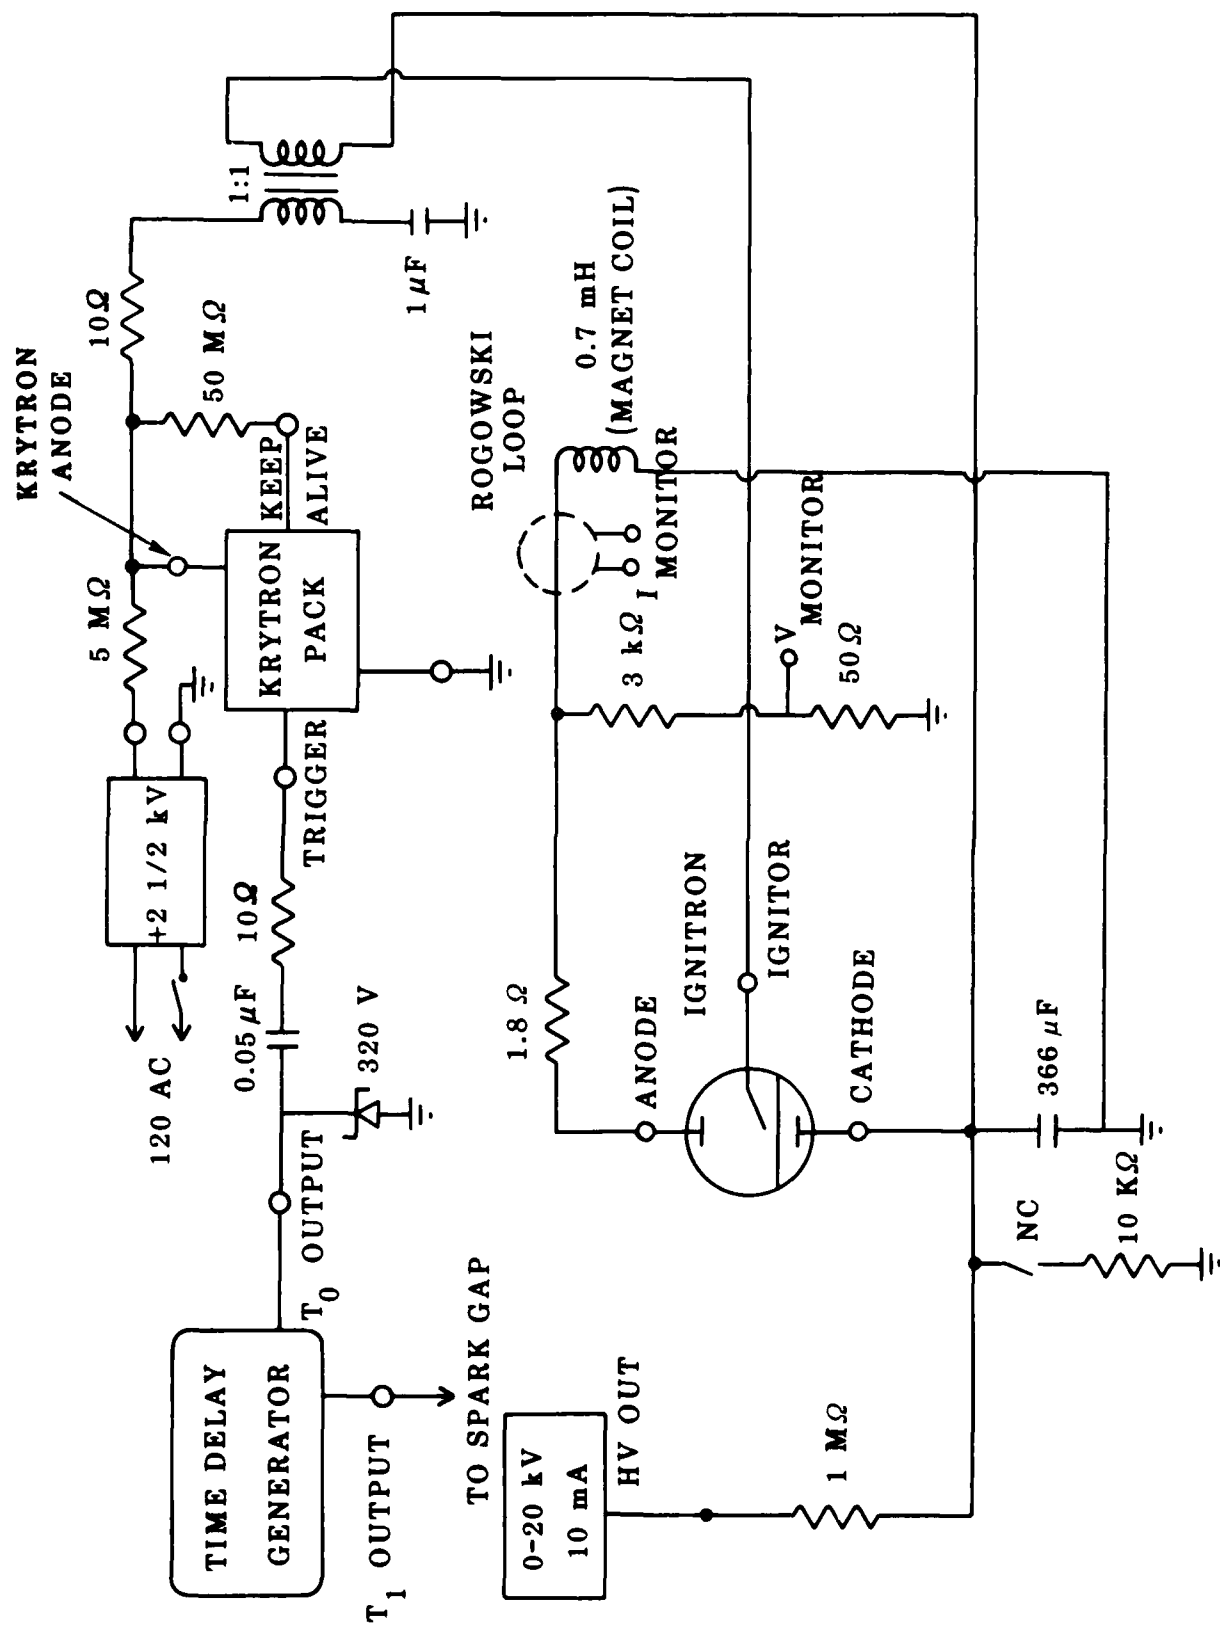 TIME DELAY
GENERATOR
T0 OUTPUT
T1 OUTPUT
TO SPARK GAP
120 AC
+2 1/2 kV
5 MΩ
KRYTRON
ANODE
10Ω
1:1
50 MΩ
KEEP
ALIVE
KRYTRON
PACK
TRIGGER
10Ω
0.05 μF
320 V
1 μF
0-20 kV
10 mA
HV OUT
1 MΩ
1.8 Ω
ANODE
IGNITRON
IGNITOR
CATHODE
3 kΩ
I
MONITOR
ROGOWSKI
LOOP
0.7 mH
(MAGNET COIL)
V
MONITOR
50Ω
366 μF
NC
10 KΩ